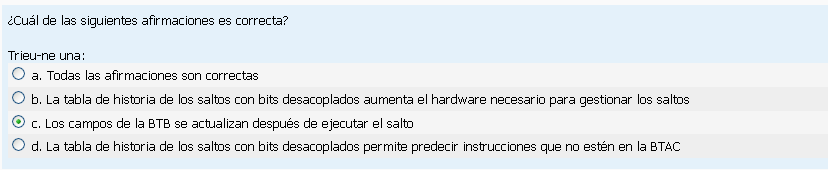 ¿Cuál de las siguientes afirmaciones es correcta?
Trieu-ne una:
a. Todas las afirmaciones son correctas
b. La tabla de historia de los saltos con bits desacoplados aumenta el hardware necesario para gestionar los saltos
c. Los campos de la BTB se actualizan después de ejecutar el salto
d. La tabla de historia de los saltos con bits desacoplados permite predecir instrucciones que no estén en la BTAC